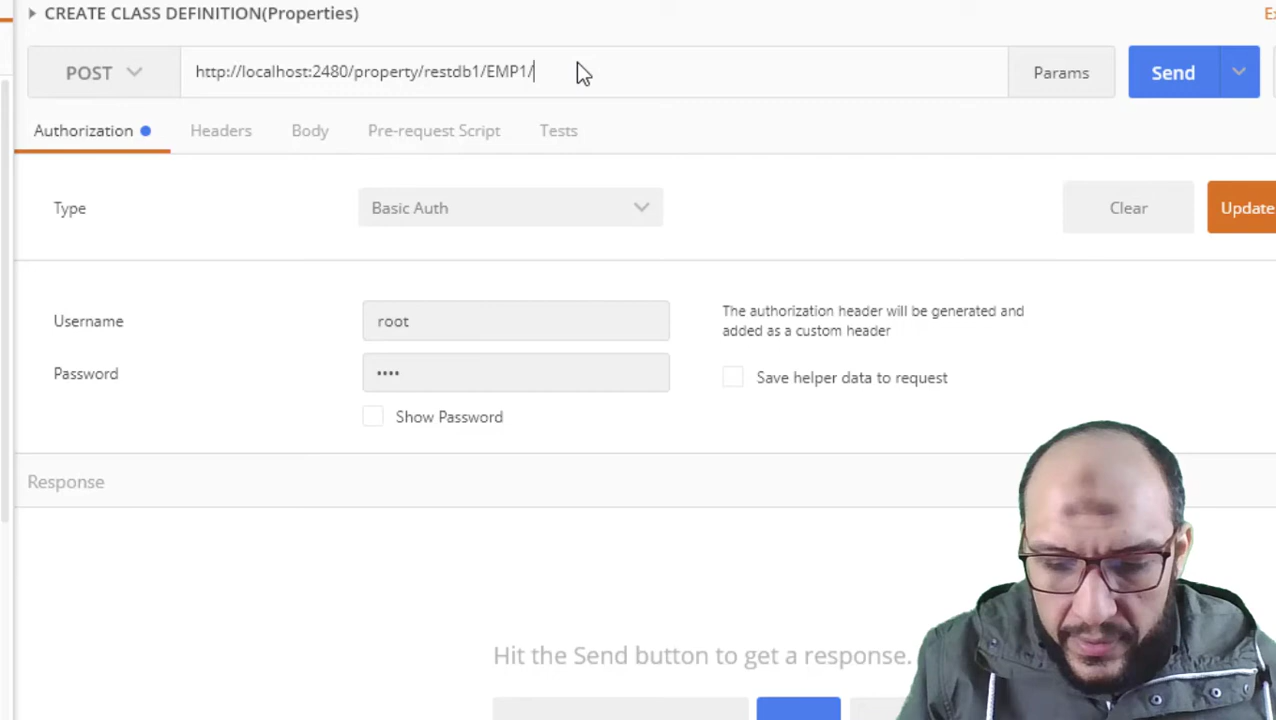 CREATE CLASS DEFINITION(Properties)
POST http://localhost:2480/property/restdb1/EMP1/ Params Send
Authorization Headers Body Pre-request Script Tests
Type Basic Auth Clear Update
Username root The authorization header will be generated and
added as a custom header
Password •••• Save helper data to request
Show Password
Response
Hit the Send button to get a response.